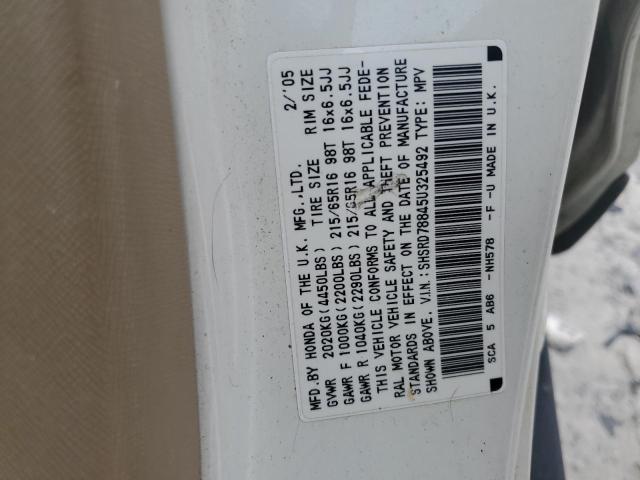 MFD.BY HONDA OF THE U.K. MFG.,LTD. 2/'05
GVWR 2020KG(4450LBS) TIRE SIZE RIM SIZE
GAWR F 1000KG(2200LBS) 215/65R16 98T 16x6.5JJ
GAWR R 1040KG(2290LBS) 215/65R16 98T 16x6.5JJ
THIS VEHICLE CONFORMS TO ALL APPLICABLE FEDE-
RAL MOTOR VEHICLE SAFETY AND THEFT PREVENTION
STANDARDS IN EFFECT ON THE DATE OF MANUFACTURE
SHOWN ABOVE. V.I.N.:SHSRD78845U325492 TYPE: MPV
SCA 5 AB6 -NH578 -F -U MADE IN U.K.